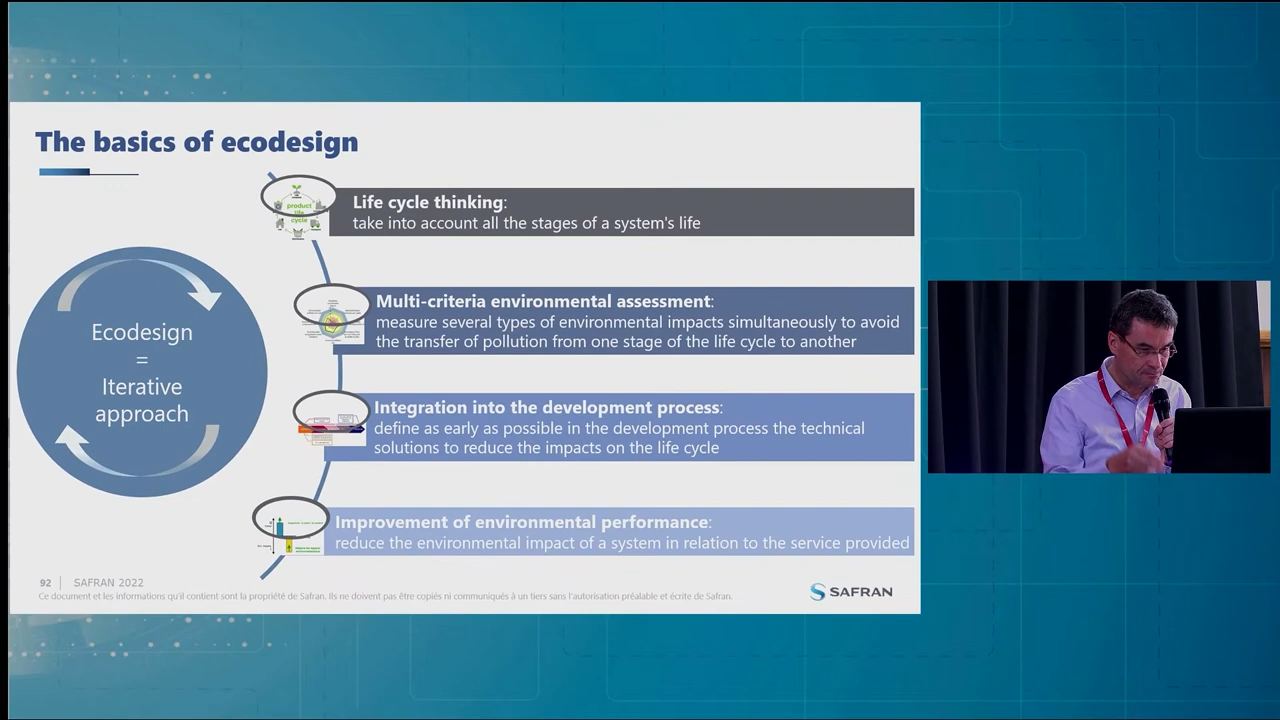 The basics of ecodesign
product
life
cycle
Life cycle thinking:
take into account all the stages of a system's life
Multi-criteria environmental assessment:
measure several types of environmental impacts simultaneously to avoid
the transfer of pollution from one stage of the life cycle to another
Ecodesign
=
Iterative
approach
Integration into the development process:
define as early as possible in the development process the technical
solutions to reduce the impacts on the life cycle
Improvement of environmental performance:
reduce the environmental impact of a system in relation to the service provided
92 | SAFRAN 2022
Ce document et les informations qu'il contient sont la propriété de Safran. Ils ne doivent pas être copiés ni communiqués à un tiers sans l'autorisation préalable et écrite de Safran.
SAFRAN